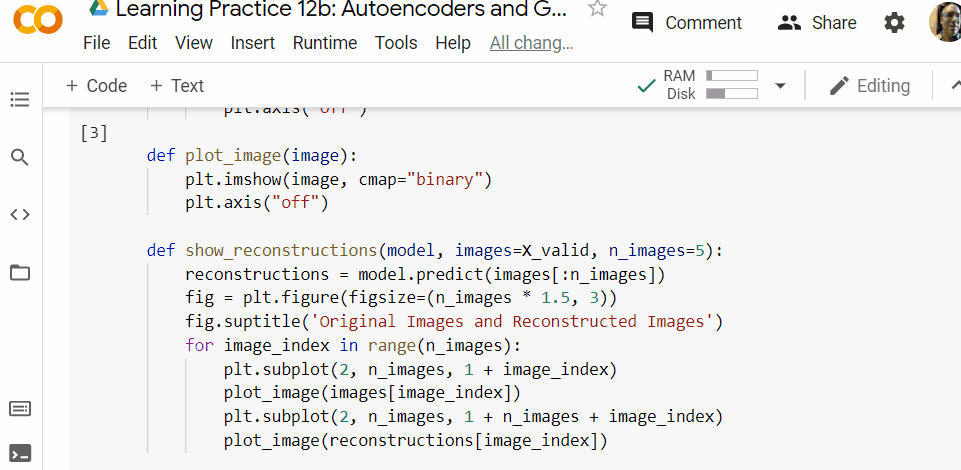 Learning Practice 12b: Autoencoders and G...
Comment
Share
File Edit View Insert Runtime Tools Help All chang...
+ Code + Text
RAM
Disk
Editing
plt.axis("off")
[3]
def plot_image(image):
    plt.imshow(image, cmap="binary")
    plt.axis("off")
def show_reconstructions(model, images=X_valid, n_images=5):
    reconstructions = model.predict(images[:n_images])
    fig = plt.figure(figsize=(n_images * 1.5, 3))
    fig.suptitle('Original Images and Reconstructed Images')
    for image_index in range(n_images):
        plt.subplot(2, n_images, 1 + image_index)
        plot_image(images[image_index])
        plt.subplot(2, n_images, 1 + n_images + image_index)
        plot_image(reconstructions[image_index])